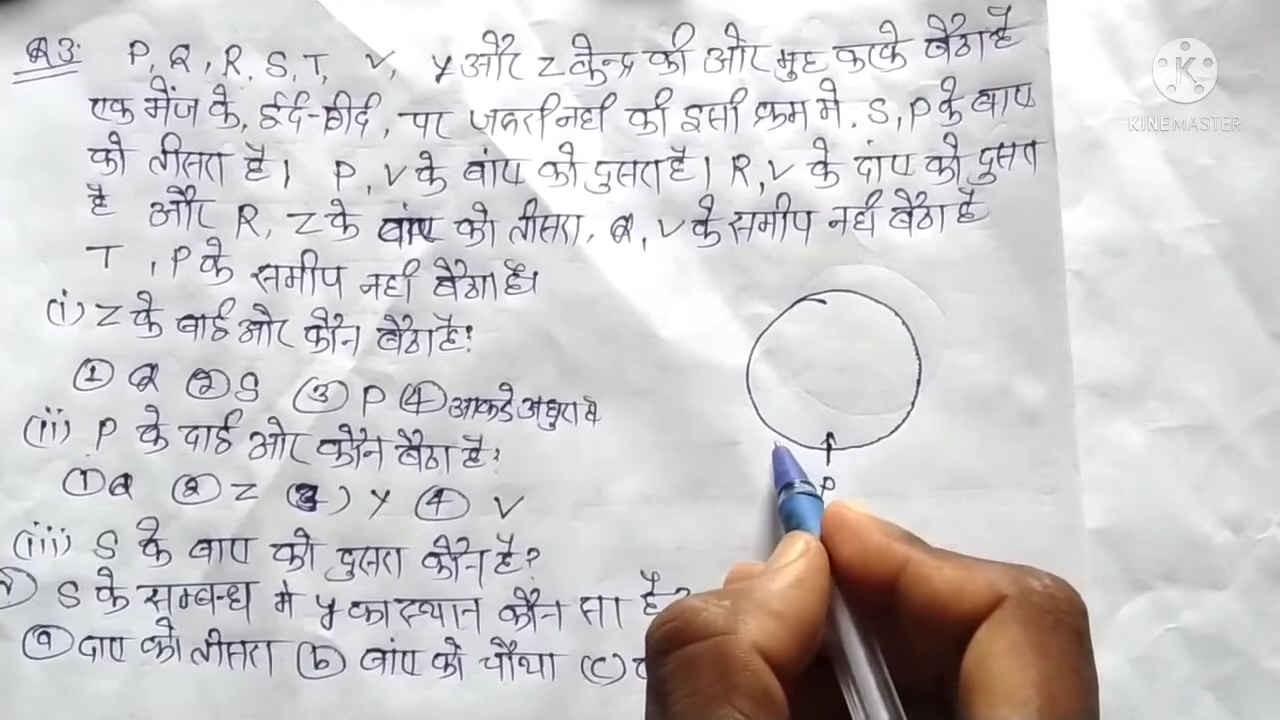 Q3. P, Q, R, S, T, V, Y और Z केन्द्र की ओर मुह करके बैठा है
एक मेंज के, ईर्द-र्बीद, पर जरूरी नहीं की इसी क्रम मे. S, P के बाए
को तीसरा है। P, V के बांए को दुसरा है। R, V के दांए को दुसरा
है और R, Z के बांए को तीसरा, Q, V के समीप नहीं बैठा है
T, P के समीप नहीं बैठा है।
(i) Z के बाई ओर कौन बैठा है?
① Q ② S ③ P ④ आकडे अधुरा है
(ii) P के दाई ओर कौन बैठा है?
① Q ② Z (3) Y ④ V
(iii) S के बाए को दुसरा कौन है?
S के सम्बन्ध मे Y का स्थान कौन सा है?
ⓐ दाए को तीसरा ⓑ बांए को चौथा (c)
P
KINEMASTER